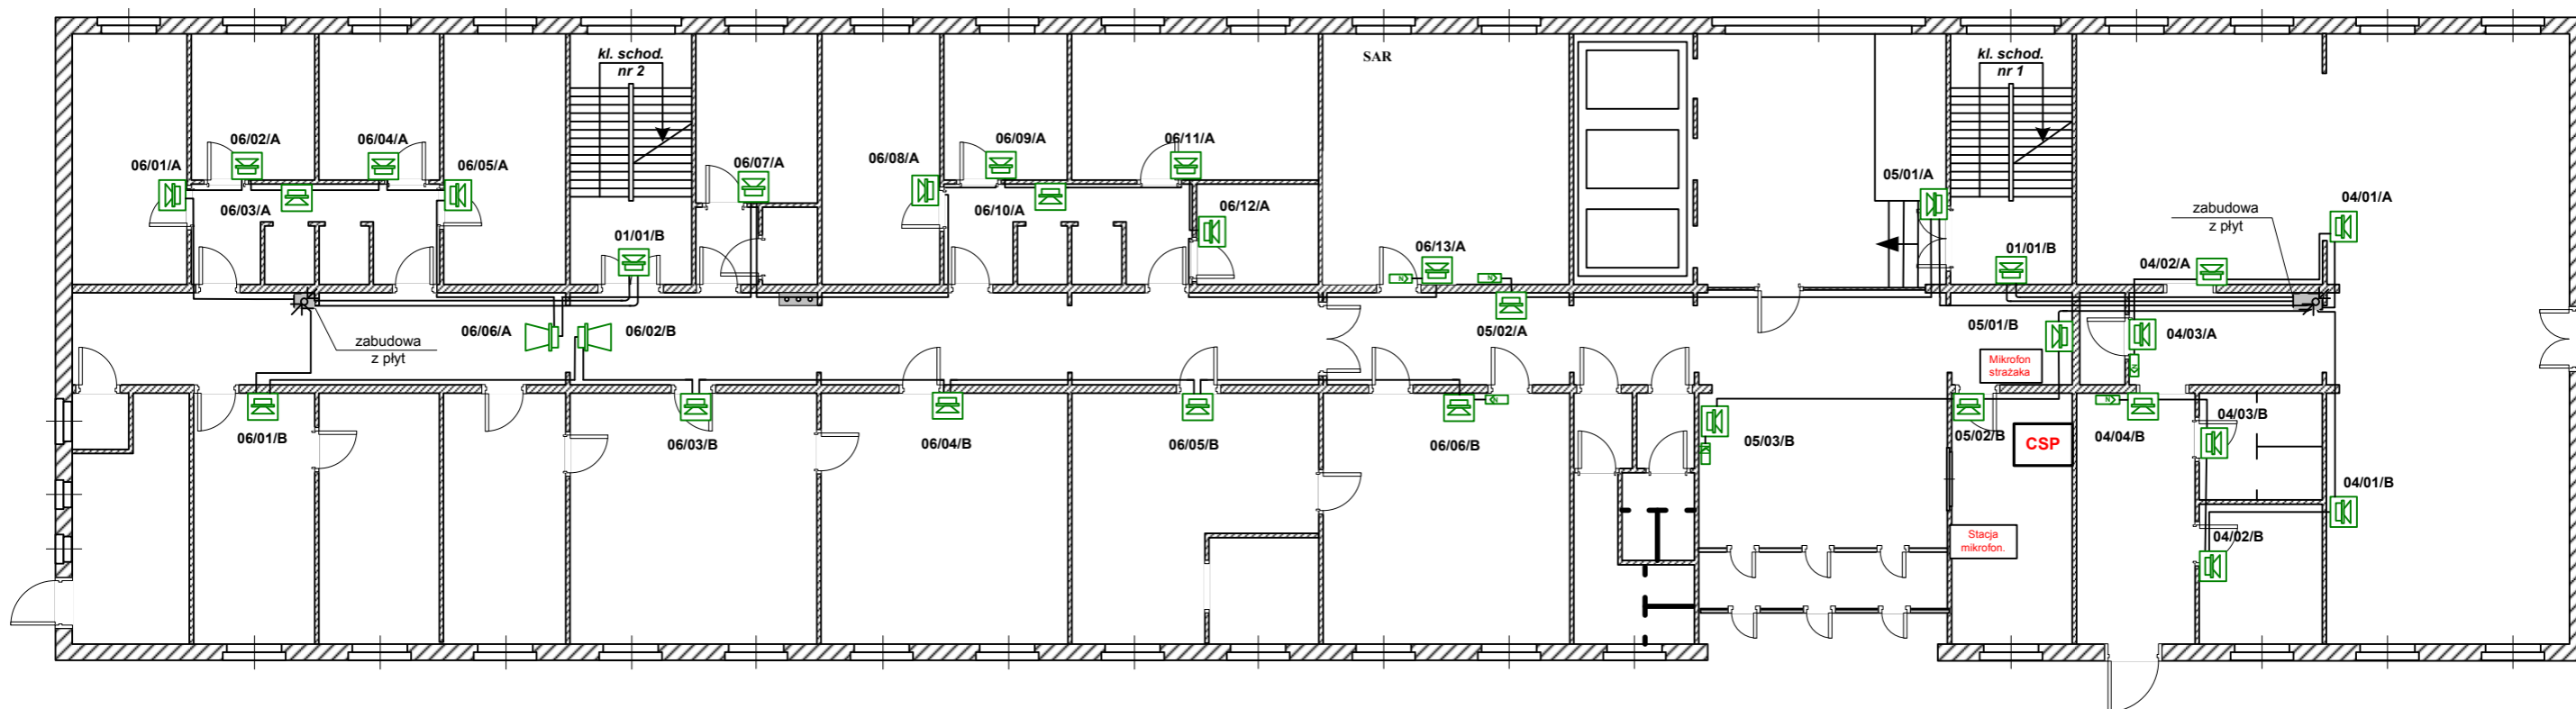 kl. schod.
nr 2
SAR
kl. schod.
nr 1
06/02/A
06/04/A
06/09/A
06/11/A
06/01/A
06/05/A
06/07/A
06/08/A
05/01/A
04/01/A
zabudowa
z płyt
06/03/A
06/10/A
06/12/A
01/01/B
06/13/A
01/01/B
04/02/A
N
N
06/06/A
06/02/B
05/02/A
05/01/B
04/03/A
zabudowa
z płyt
Mikrofon
strażaka
N
N
N
06/01/B
06/03/B
06/04/B
06/05/B
06/06/B
05/03/B
N
05/02/B
CSP
04/04/B
04/03/B
04/01/B
Stacja
mikrofon.
04/02/B